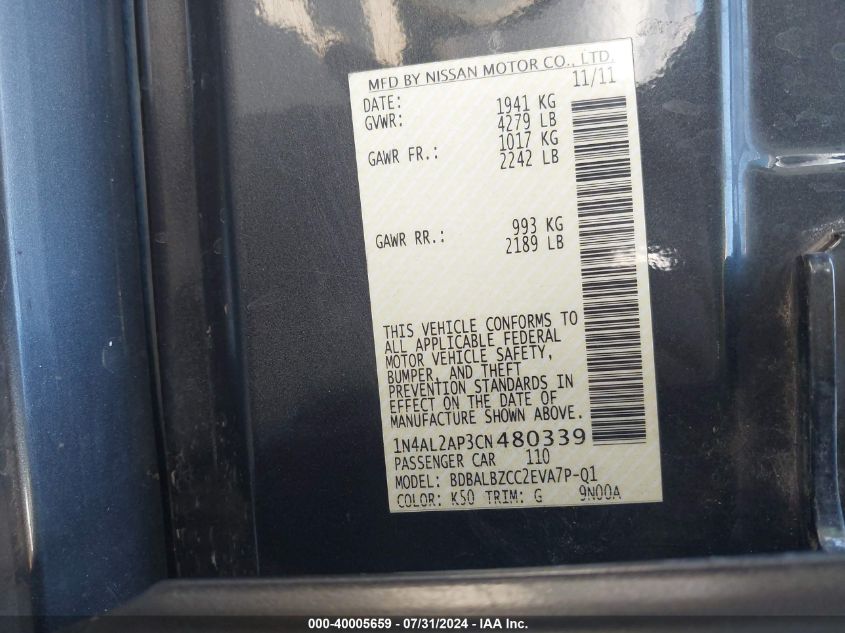 MFD BY NISSAN MOTOR CO., LTD.
DATE: 11/11
GVWR: 1941 KG
4279 LB
GAWR FR.: 1017 KG
2242 LB
GAWR RR.: 993 KG
2189 LB
THIS VEHICLE CONFORMS TO
ALL APPLICABLE FEDERAL
MOTOR VEHICLE SAFETY,
BUMPER, AND THEFT
PREVENTION STANDARDS IN
EFFECT ON THE DATE OF
MANUFACTURE SHOWN ABOVE.
1N4AL2AP3CN480339
PASSENGER CAR 110
MODEL: BDBALBZCC2EVA7P-Q1
COLOR: K50 TRIM: G 9N00A
000-40005659 / 07/31/2024 - IAA Inc.